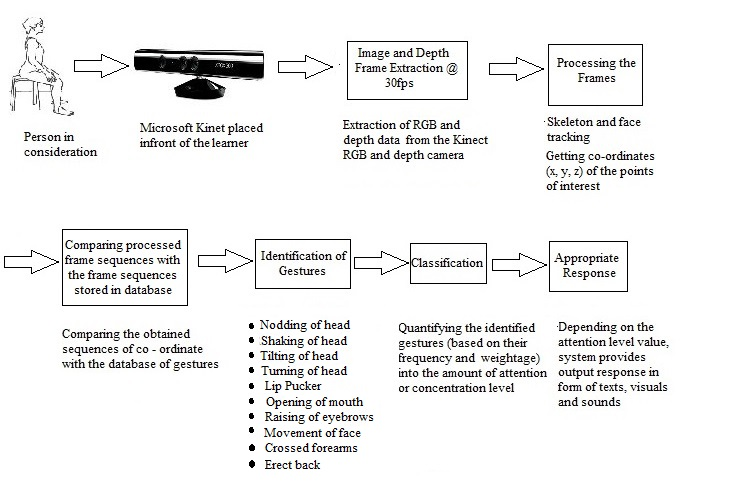 Person in
consideration
Microsoft Kinet placed
infront of the learner
Image and Depth
Frame Extraction @
30fps
Extraction of RGB and
depth data from the Kinect
RGB and depth camera
Processing the
Frames
Skeleton and face
tracking
Getting co-ordinates
(x, y, z) of the points
of interest
Comparing processed
frame sequences with
the frame sequences
stored in database
Comparing the obtained
sequences of co - ordinate
with the database of gestures
Identification of
Gestures
• Nodding of head
• Shaking of head
• Tilting of head
• Turning of head
• Lip Pucker
• Opening of mouth
• Raising of eyebrows
• Movement of face
• Crossed forearms
• Erect back
Classification
Quantifying the identified
gestures (based on their
frequency and weightage)
into the amount of attention
or concentration level
Appropriate
Response
Depending on the
attention level value,
system provides
output response in
form of texts, visuals
and sounds